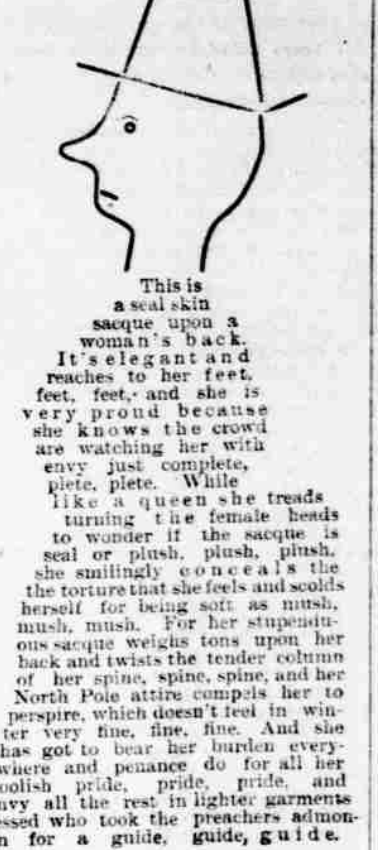 This is
a seal skin
sacque upon a
woman's back.
It's elegant and
reaches to her feet,
feet, feet, and she is
very proud because
she knows the crowd
are watching her with
envy just complete,
plete, plete. While
like a queen she treads
turning the female heads
to wonder if the sacque is
seal or plush, plush, plush,
she smilingly conceals the
the torture that she feels and scolds
herself for being soft as mush,
mush, mush. For her stupendu-
ous sacque weighs tons upon her
back and twists the tender column
of her spine, spine, spine, and her
North Pole attire compels her to
perspire, which doesn't feel in win-
ter very fine, fine, fine. And she
has got to bear her burden every-
where and penance do for all her
oolish pride, pride, pride, and
nvy all the rest in lighter garments
essed who took the preachers admon-
n for a guide, guide, guide.